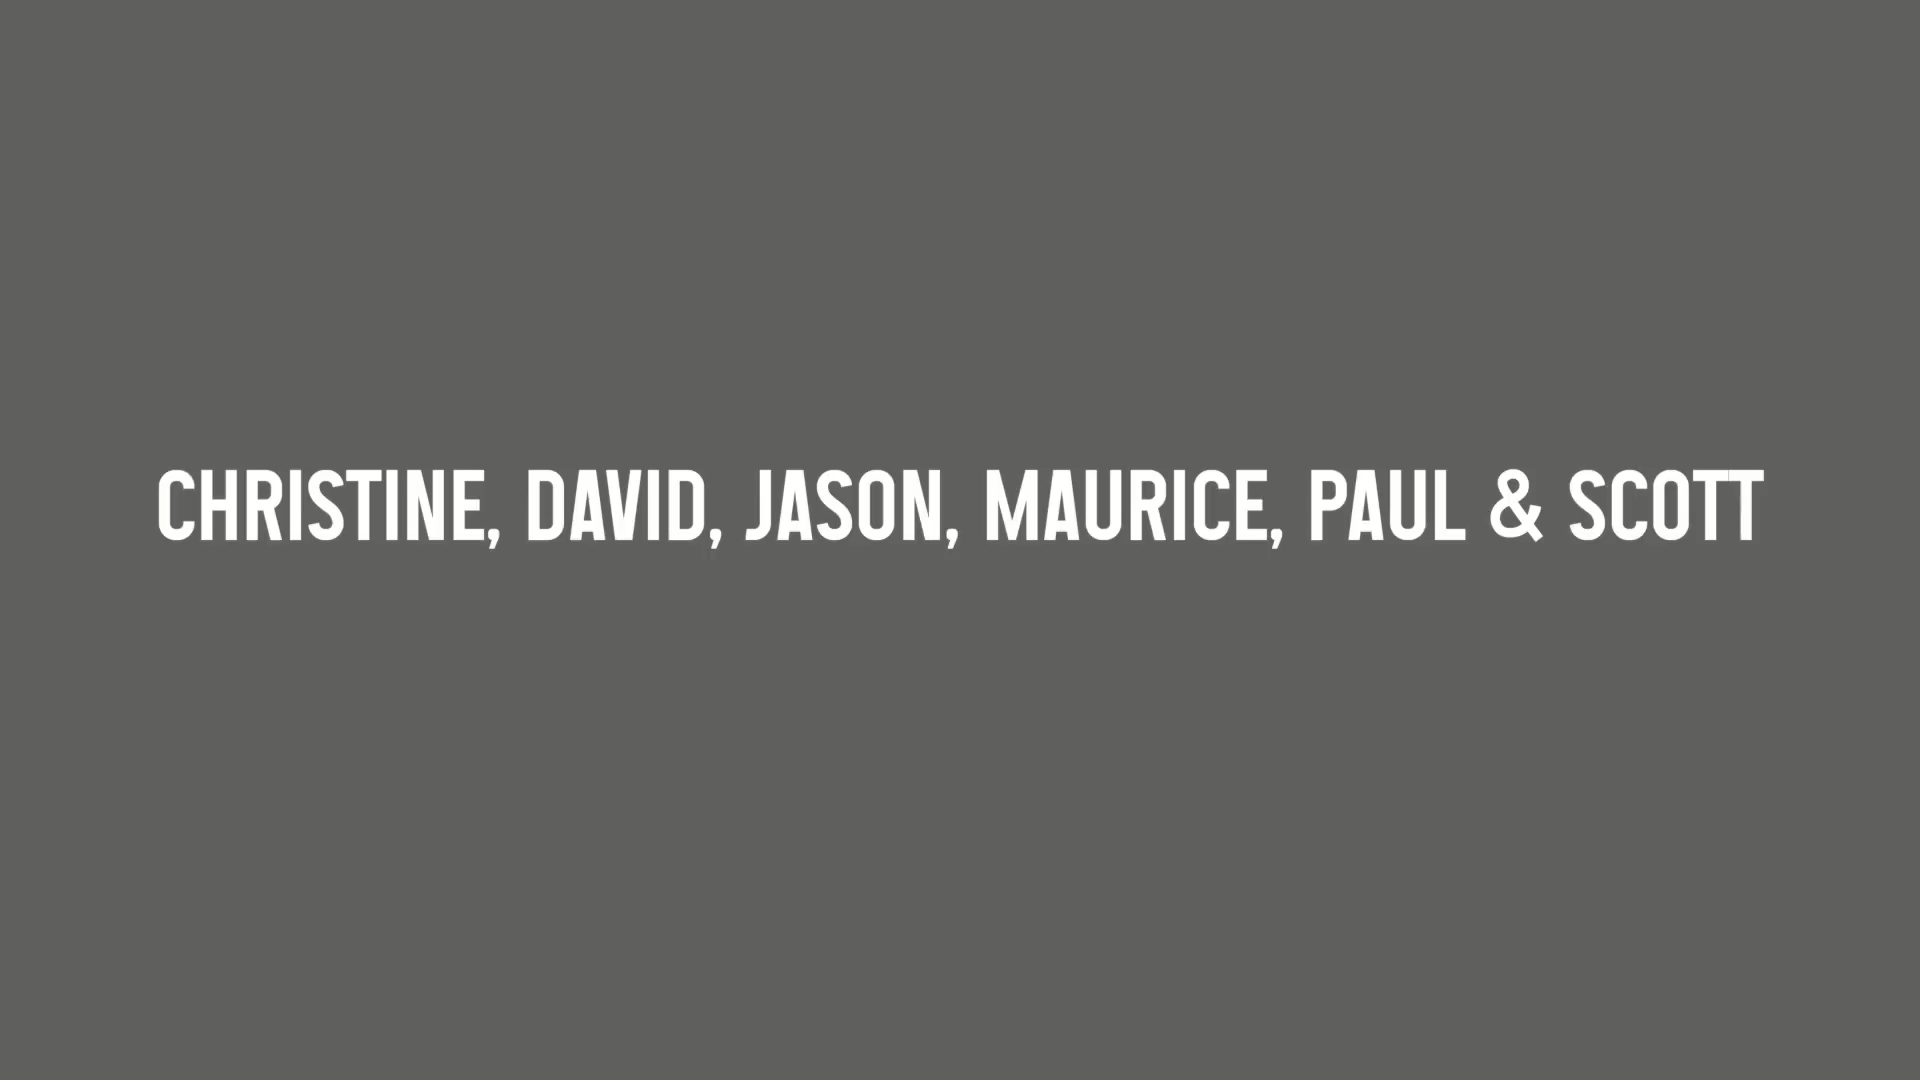 CHRISTINE, DAVID, JASON, MAURICE, PAUL & SCOTT